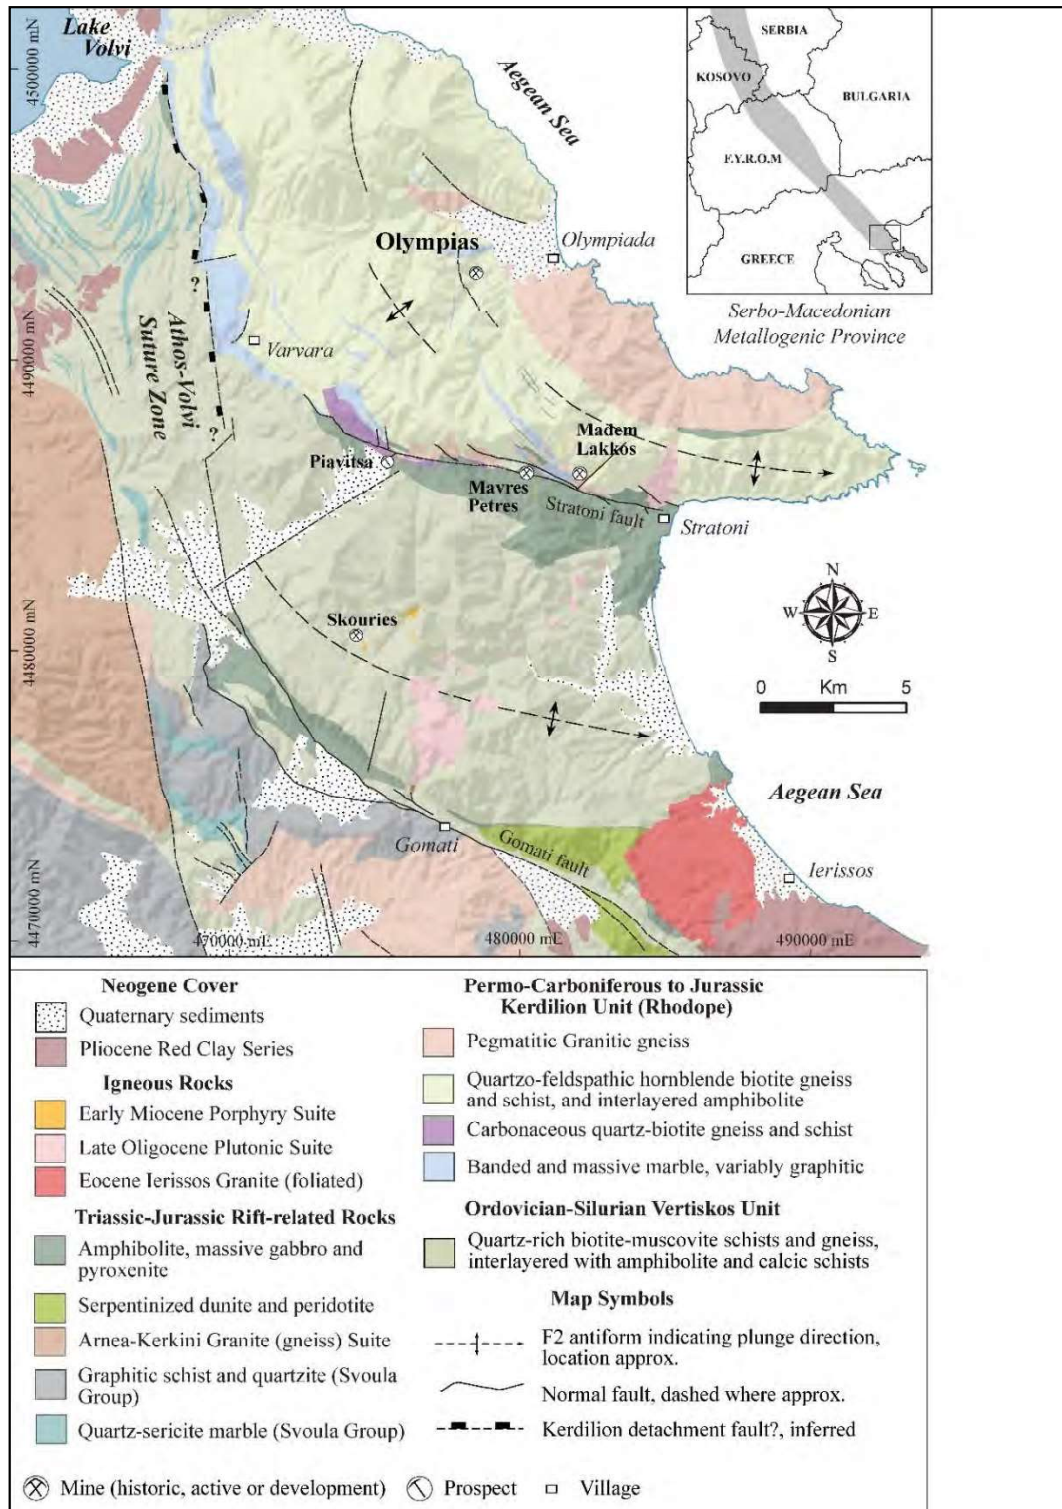 Lake
Volvi
Aegean Sea
4500000 mN
Olympias
Olympiada
?
Athos-Volvi
Suture Zone
Varvara
4490000 mN
?
Piavitsa
Madem
Lakkos
Mavres
Petres
Stratoni fault
Stratoni
Skouries
4480000 mN
N
W
E
S
0 Km 5
Aegean Sea
Gomati
Gomati fault
Ierissos
4470000 mN
470000 mE
480000 mE
490000 mE
SERBIA
KOSOVO
BULGARIA
F.Y.R.O.M
GREECE
Serbo-Macedonian
Metallogenic Province
Neogene Cover
Quaternary sediments
Pliocene Red Clay Series
Igneous Rocks
Early Miocene Porphyry Suite
Late Oligocene Plutonic Suite
Eocene Ierissos Granite (foliated)
Triassic-Jurassic Rift-related Rocks
Amphibolite, massive gabbro and
pyroxenite
Serpentinized dunite and peridotite
Arnea-Kerkini Granite (gneiss) Suite
Graphitic schist and quartzite (Svoula
Group)
Quartz-sericite marble (Svoula Group)
Permo-Carboniferous to Jurassic
Kerdilion Unit (Rhodope)
Pegmatitic Granitic gneiss
Quartzo-feldspathic hornblende biotite gneiss
and schist, and interlayered amphibolite
Carbonaceous quartz-biotite gneiss and schist
Banded and massive marble, variably graphitic
Ordovician-Silurian Vertiskos Unit
Quartz-rich biotite-muscovite schists and gneiss,
interlayered with amphibolite and calcic schists
Map Symbols
F2 antiform indicating plunge direction,
location approx.
Normal fault, dashed where approx.
Kerdilion detachment fault?, inferred
Mine (historic, active or development)
Prospect
Village